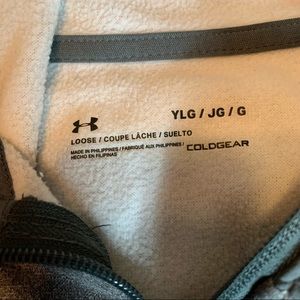 YLG / JG / G
LOOSE / COUPE LÂCHE / SUELTO
MADE IN PHILIPPINES / FABRIQUÉ AUX PHILIPPINES /
HECHO EN FILIPINAS
COLDGEAR